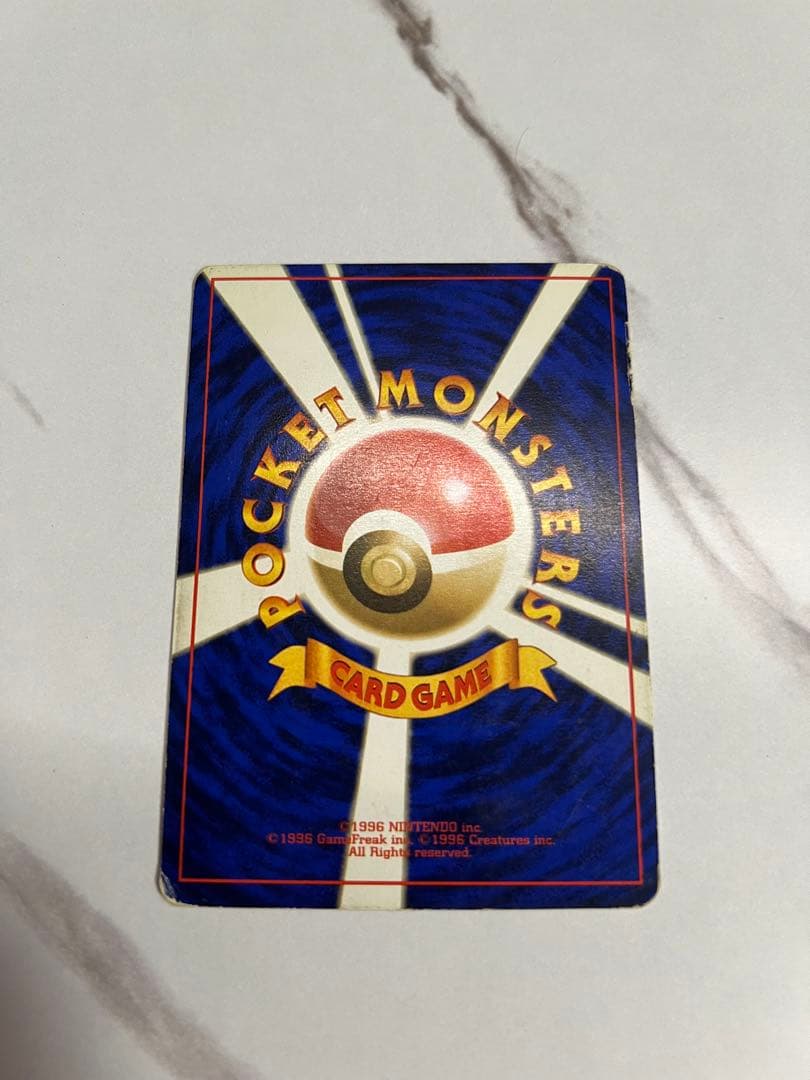 POCKET MONSTERS
CARD GAME
©1996 NINTENDO inc.
©1995 GameFreak inc. ©1996 Creatures inc.
All Rights reserved.